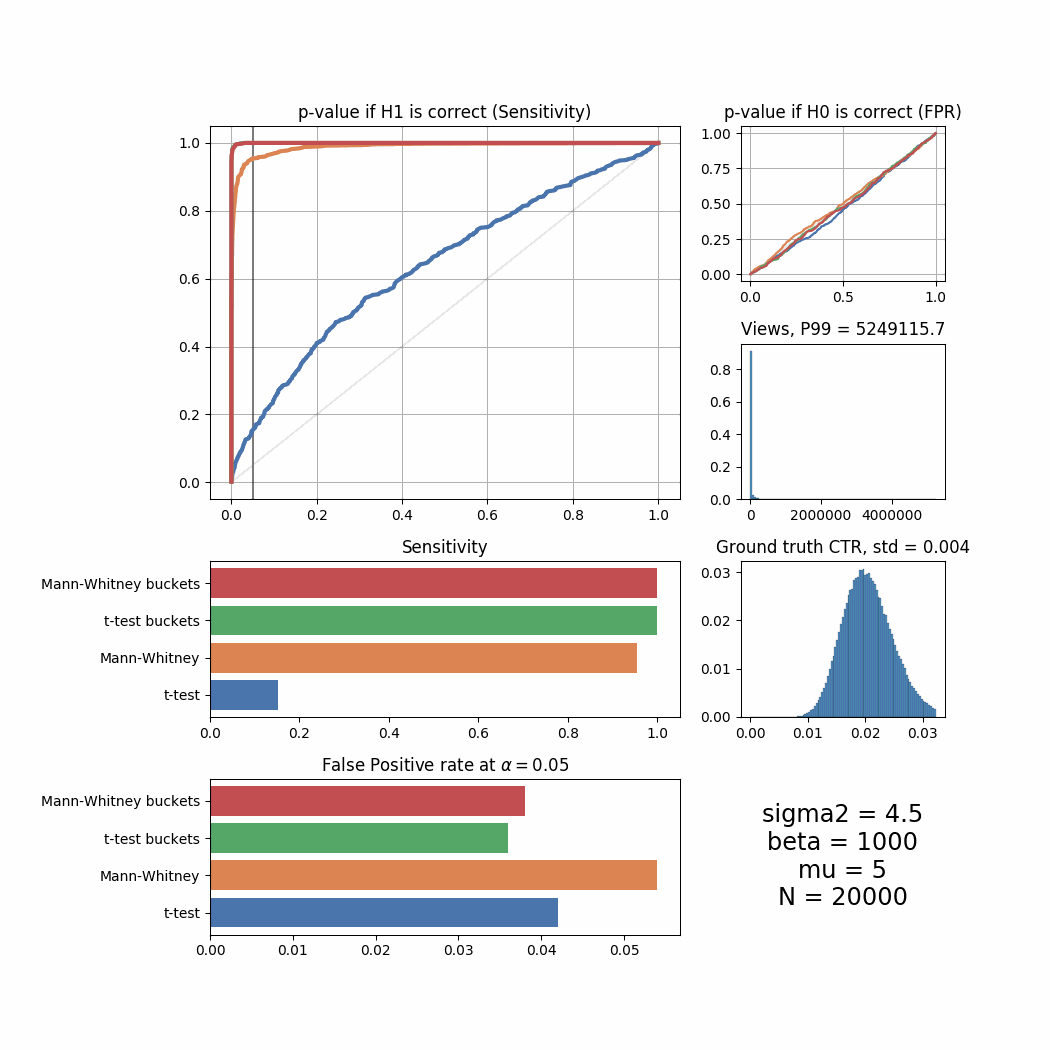 p-value if H1 is correct (Sensitivity)
1.0
0.8
0.6
0.4
0.2
0.0
0.0 0.2 0.4 0.6 0.8 1.0
p-value if H0 is correct (FPR)
1.00
0.75
0.50
0.25
0.00
0.0 0.5 1.0
Views, P99 = 5249115.7
0.8
0.6
0.4
0.2
0.0
0 2000000 4000000
Sensitivity
Mann-Whitney buckets
t-test buckets
Mann-Whitney
t-test
0.0 0.2 0.4 0.6 0.8 1.0
Ground truth CTR, std = 0.004
0.03
0.02
0.01
0.00
0.00 0.01 0.02 0.03
False Positive rate at α = 0.05
Mann-Whitney buckets
t-test buckets
Mann-Whitney
t-test
0.00 0.01 0.02 0.03 0.04 0.05
sigma2 = 4.5
beta = 1000
mu = 5
N = 20000